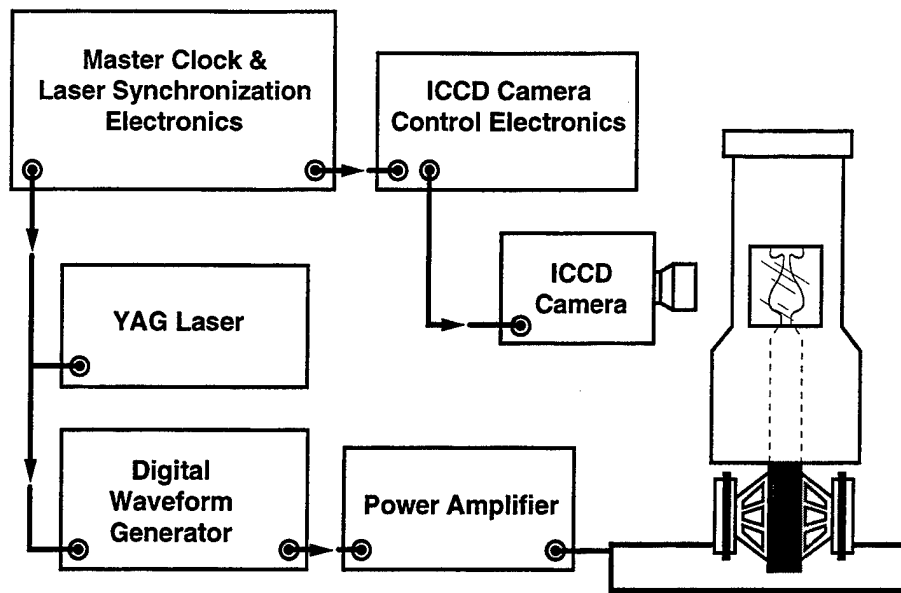 Master Clock &
Laser Synchronization
Electronics
ICCD Camera
Control Electronics
ICCD
Camera
YAG Laser
Digital
Waveform
Generator
Power Amplifier